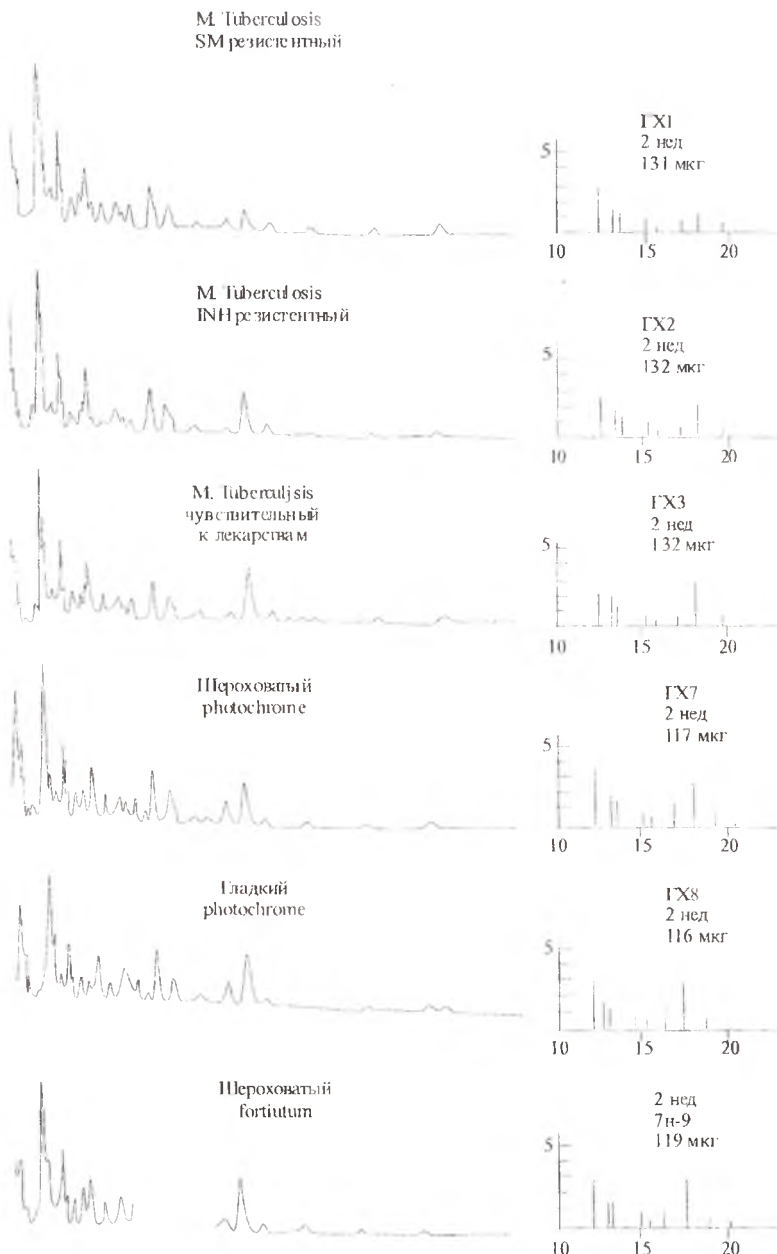 M. Tuberculosis
SM резистентный
ГХ1
2 нед
131 мкг
5
10 15 20
M. Tuberculosis
INH резистентный
ГХ2
2 нед
132 мкг
5
10 15 20
M. Tuberculjsis
чувствительный
к лекарствам
ГХ3
2 нед
132 мкг
5
10 15 20
Шероховатый
photochrome
ГХ7
2 нед
117 мкг
5
10 15 20
Гладкий
photochrome
ГХ8
2 нед
116 мкг
5
10 15 20
Шероховатый
fortiutum
2 нед
7н-9
119 мкг
5
10 15 20